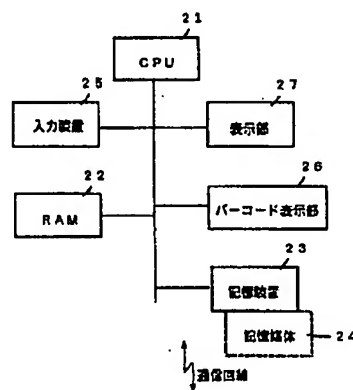 21
CPU
25
入力装置
27
表示部
22
RAM
26
バーコード表示部
23
記憶装置
記憶媒体 24
通信回線